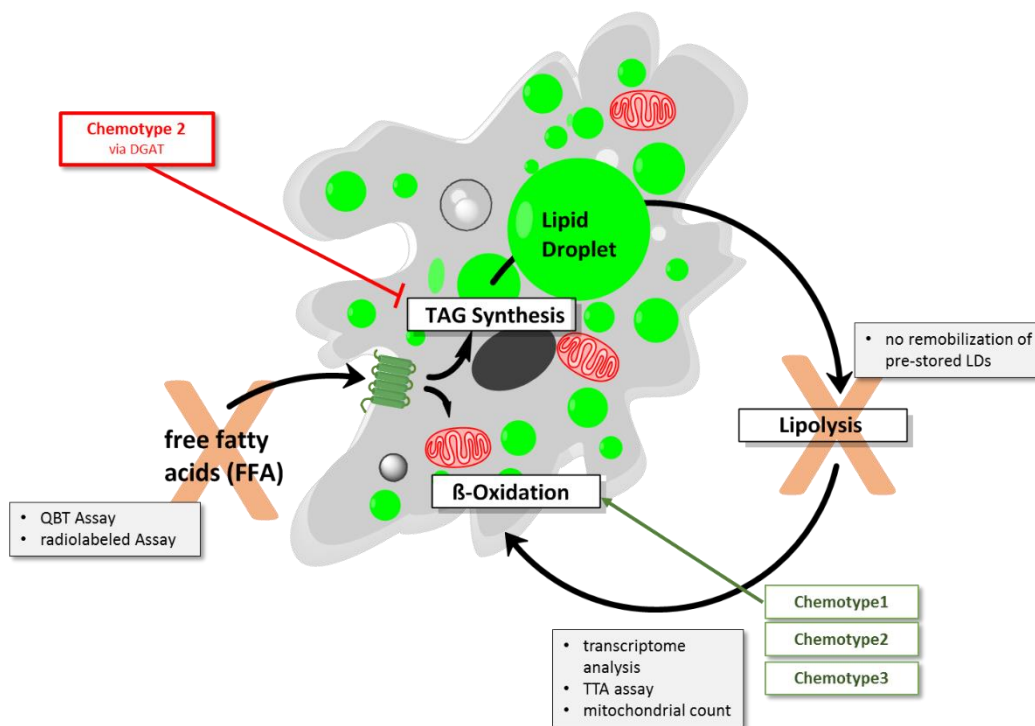 Chemotype 2
via DGAT
Lipid
Droplet
TAG Synthesis
• no remobilization of
pre-stored LDs
Lipolysis
free fatty
acids (FFA)
ß-Oxidation
• QBT Assay
• radiolabeled Assay
Chemotype1
Chemotype2
Chemotype3
• transcriptome
analysis
• TTA assay
• mitochondrial count